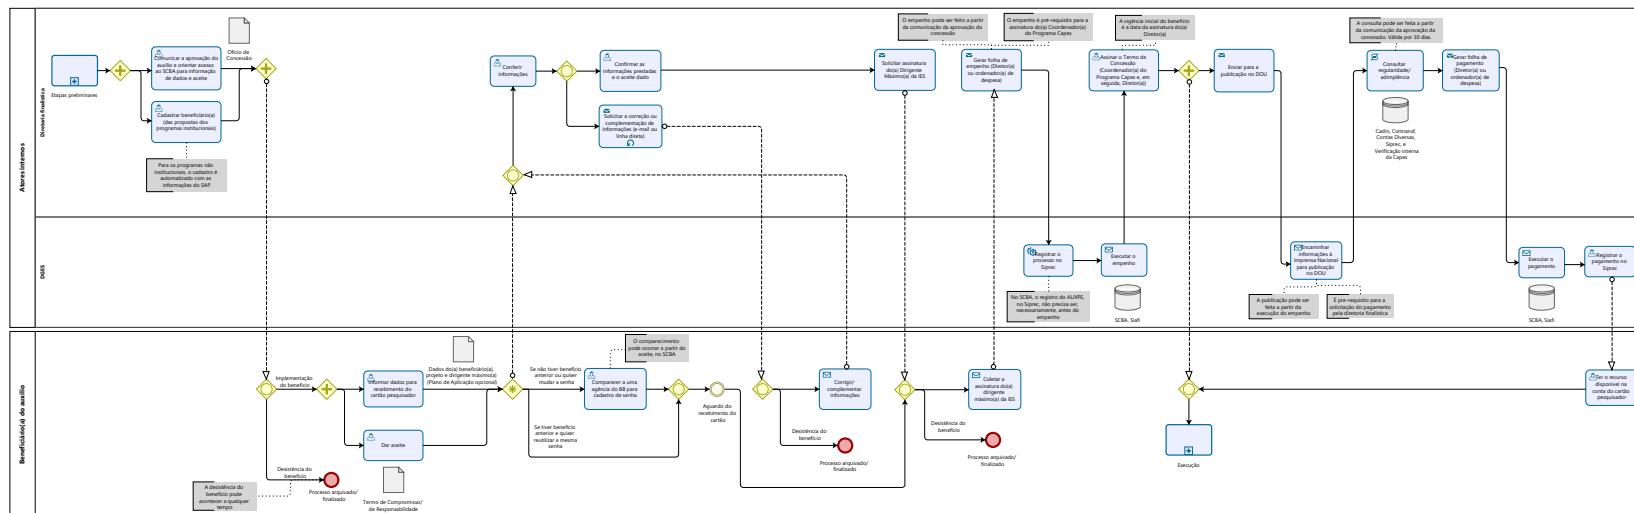 Atores internos
Diretoria finalística
DGES
Beneficiário(a) do auxílio
Etapas preliminares
Comunicar a aprovação do
auxílio e orientar acesso
ao SCBA para informação
de dados e aceite
Ofício de
Concessão
Cadastrar beneficiário(a)
(das propostas dos
programas institucionais)
Para os programas não
institucionais, o cadastro é
automatizado com as
informações do SAP
Conferir
informações
Confirmar as
informações prestadas
e o aceite dado
Solicitar a correção ou
complementação de
informações (e-mail ou
linha direta)
Solicitar assinatura
do(a) Dirigente
Máximo(a) da IES
O empenho pode ser feito a partir
da comunicação da aprovação da
concessão
O empenho é pré-requisito para a
assinatura do(a) Coordenador(a)
do Programa Capes
Gerar folha de
empenho (Diretor(a)
ou ordenador(a) de
despesa)
A vigência inicial do benefício
é a data da assinatura do(a)
Diretor(a)
Assinar o Termo de
Concessão
(Coordenador(a) do
Programa Capes e, em
seguida, Diretor(a))
Enviar para a
publicação no DOU
A consulta pode ser feita a partir
da comunicação da aprovação da
concessão. Válida por 30 dias.
Consultar
regularidade/
adimplência
Cadin, Contransf,
Contas Diversas,
Siprec, e
Verificação interna
da Capes
Gerar folha de
pagamento
(Diretor(a) ou
ordenador(a) de
despesa)
Registrar o
processo no
Siprec
No SCBA, o registro do AUXPE,
no Siprec, não precisa ser,
necessariamente, antes do
empenho
Executar o
empenho
SCBA, Siafi
Encaminhar
informações à
Imprensa Nacional
para publicação
no DOU
A publicação pode ser
feita a partir da
execução do empenho
É pré-requisito para a
solicitação do pagamento
pela diretoria finalística
Executar o
pagamento
SCBA, Siafi
Registrar o
pagamento no
Siprec
Implementação
do benefício
Desistência do
benefício
A desistência do
benefício pode
acontecer a qualquer
tempo
Processo arquivado/
finalizado
Informar dados para
recebimento do
cartão pesquisador
Dados do(a) beneficiário(a),
projeto e dirigente máximo(a)
(Plano de Aplicação opcional)
Dar aceite
Termo de Compromisso/
de Responsabilidade
Se não tiver benefício
anterior ou quiser
mudar a senha
Se tiver benefício
anterior e quiser
reutilizar a mesma
senha
O comparecimento
pode ocorrer a partir do
aceite, no SCBA
Comparecer a uma
agência do BB para
cadastro de senha
Aguardo do
recebimento do
cartão
Corrigir/
complementar
informações
Desistência do
benefício
Processo arquivado/
finalizado
Coletar a
assinatura do(a)
dirigente
máximo(a) da IES
Desistência do
benefício
Processo arquivado/
finalizado
Execução
Ter o recurso
disponível na
conta do cartão
pesquisador